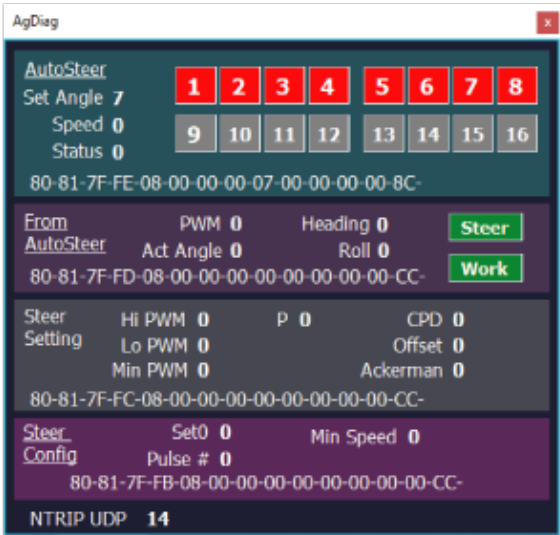 AgDiag x
AutoSteer 1 2 3 4 5 6 7 8
Set Angle 7
Speed 0 9 10 11 12 13 14 15 16
Status 0
80-81-7F-FE-08-00-00-00-07-00-00-00-00-8C-
From PWM 0 Heading 0 Steer
AutoSteer Act Angle 0 Roll 0
80-81-7F-FD-08-00-00-00-00-00-00-00-00-CC- Work
Steer Hi PWM 0 P 0 CPD 0
Setting Lo PWM 0 Offset 0
Min PWM 0 Ackerman 0
80-81-7F-FC-08-00-00-00-00-00-00-00-00-CC-
Steer Set0 0 Min Speed 0
Config Pulse # 0
80-81-7F-FB-08-00-00-00-00-00-00-00-00-CC-
NTRIP UDP 14